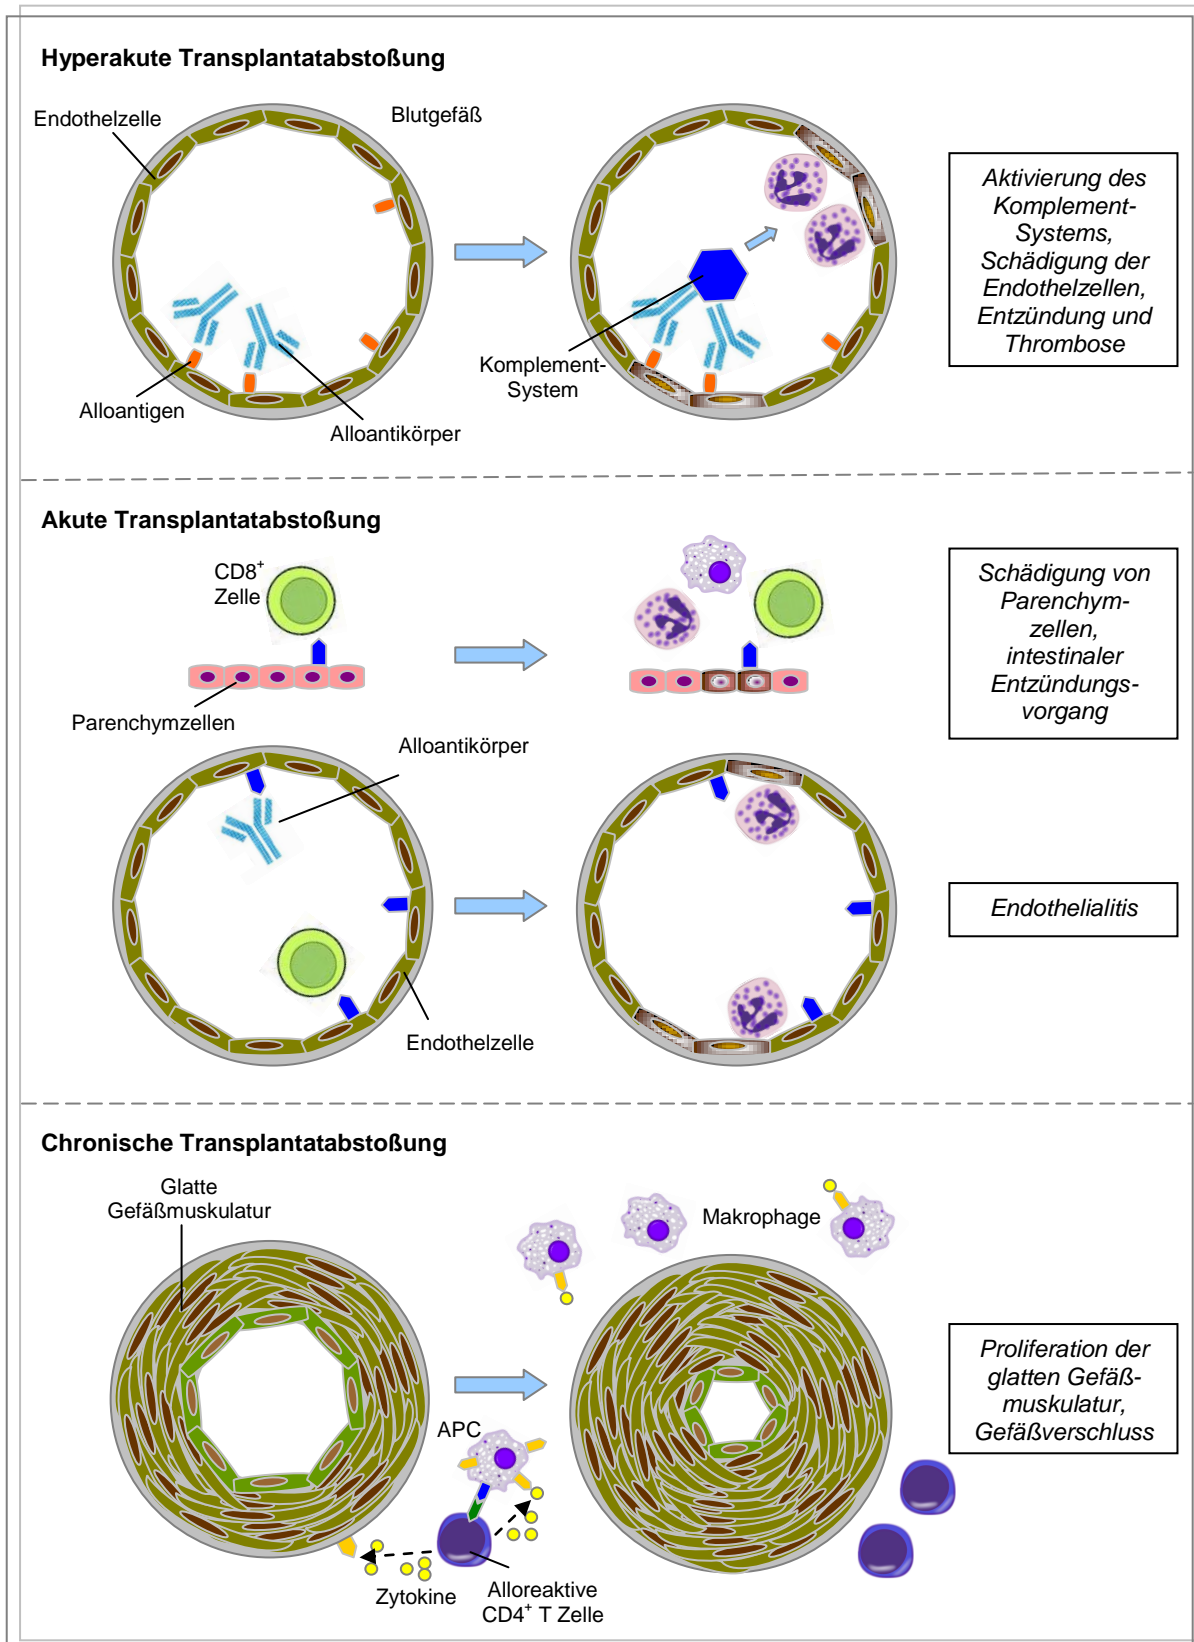 Hyperakute Transplantatabstoßung
Endothelzelle
Blutgefäß
Alloantigen
Alloantikörper
Komplement-
System
Aktivierung des
Komplement-
Systems,
Schädigung der
Endothelzellen,
Entzündung und
Thrombose
Akute Transplantatabstoßung
CD8+
Zelle
Parenchymzellen
Schädigung von
Parenchym-
zellen,
intestinaler
Entzündungs-
vorgang
Alloantikörper
Endothelzelle
Endothelialitis
Chronische Transplantatabstoßung
Glatte
Gefäßmuskulatur
Makrophage
APC
Zytokine
Alloreaktive
CD4+ T Zelle
Proliferation der
glatten Gefäß-
muskulatur,
Gefäßverschluss